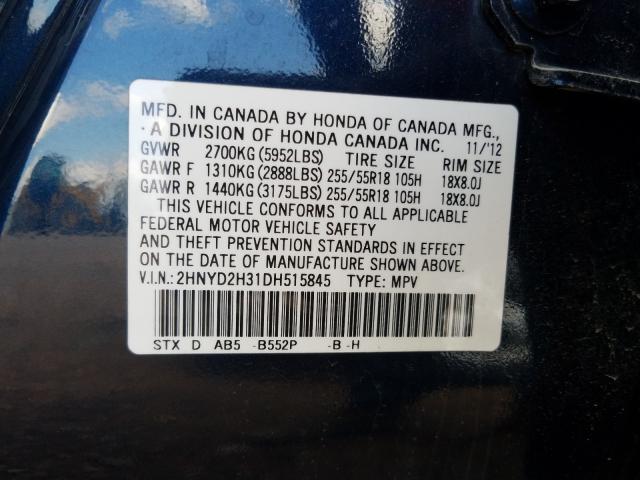 MFD. IN CANADA BY HONDA OF CANADA MFG.,
· A DIVISION OF HONDA CANADA INC. 11/'12
GVWR 2700KG (5952LBS) TIRE SIZE RIM SIZE
GAWR F 1310KG (2888LBS) 255/55R18 105H 18X8.0J
GAWR R 1440KG (3175LBS) 255/55R18 105H 18X8.0J
THIS VEHICLE CONFORMS TO ALL APPLICABLE
FEDERAL MOTOR VEHICLE SAFETY
AND THEFT PREVENTION STANDARDS IN EFFECT
ON THE DATE OF MANUFACTURE SHOWN ABOVE.
V.I.N.: 2HNYD2H31DH515845 TYPE: MPV
STX D AB5 -B552P -B -H